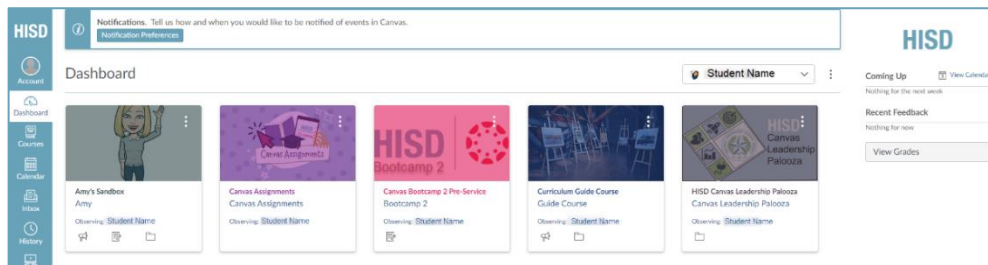 HISD
Account
Dashboard
Courses
Calendar
Inbox
History
Notifications. Tell us how and when you would like to be notified of events in Canvas.
Notification Preferences
Dashboard
Student Name
Canvas Assignments
HISD
Bootcamp 2
HISD
Canvas
Leadership
Palooza
Amy's Sandbox
Amy
Observing: Student Name
Canvas Assignments
Canvas Assignments
Observing: Student Name
Canvas Bootcamp 2 Pre-Service
Bootcamp 2
Observing: Student Name
Curriculum Guide Course
Guide Course
Observing: Student Name
HISD Canvas Leadership Palooza
Canvas Leadership Palooza
Observing: Student Name
HISD
Coming Up
View Calenda
Nothing for the next week
Recent Feedback
Nothing for now
View Grades